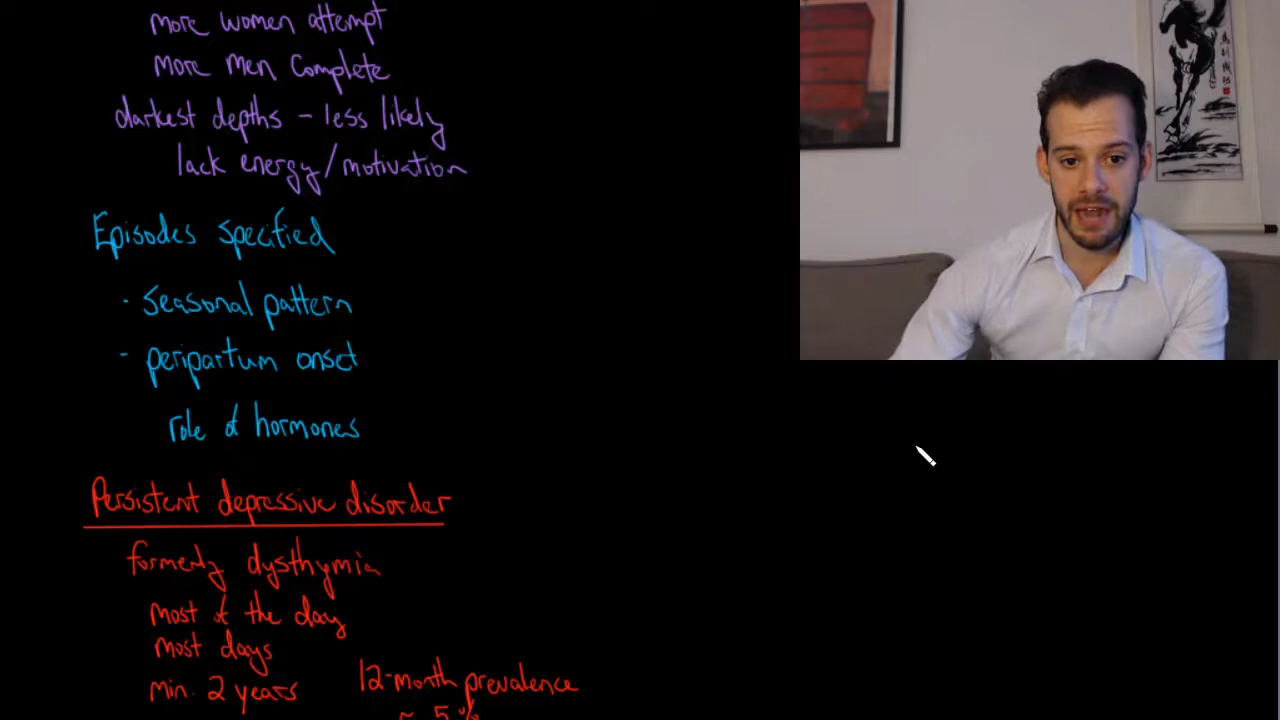 more women attempt
more men complete
darkest depths – less likely
lack energy/motivation
Episodes specified
- seasonal pattern
- peripartum onset
role of hormones
Persistent depressive disorder
formerly dysthymia
most of the day
most days
min. 2 years
12-month prevalence
~ 5%